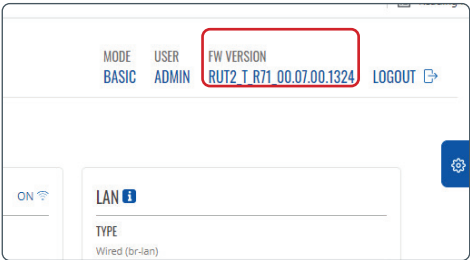 MODE USER FW VERSION
BASIC ADMIN RUT2_T_R71_00.07.00.1324 LOGOUT
ON LAN i
TYPE
Wired (br-lan)